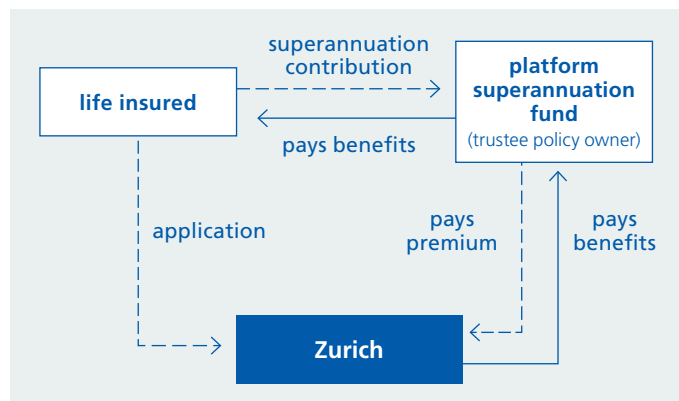 superannuation
contribution
life insured
platform
superannuation
fund
(trustee policy owner)
pays benefits
application
pays
premium
pays
benefits
Zurich